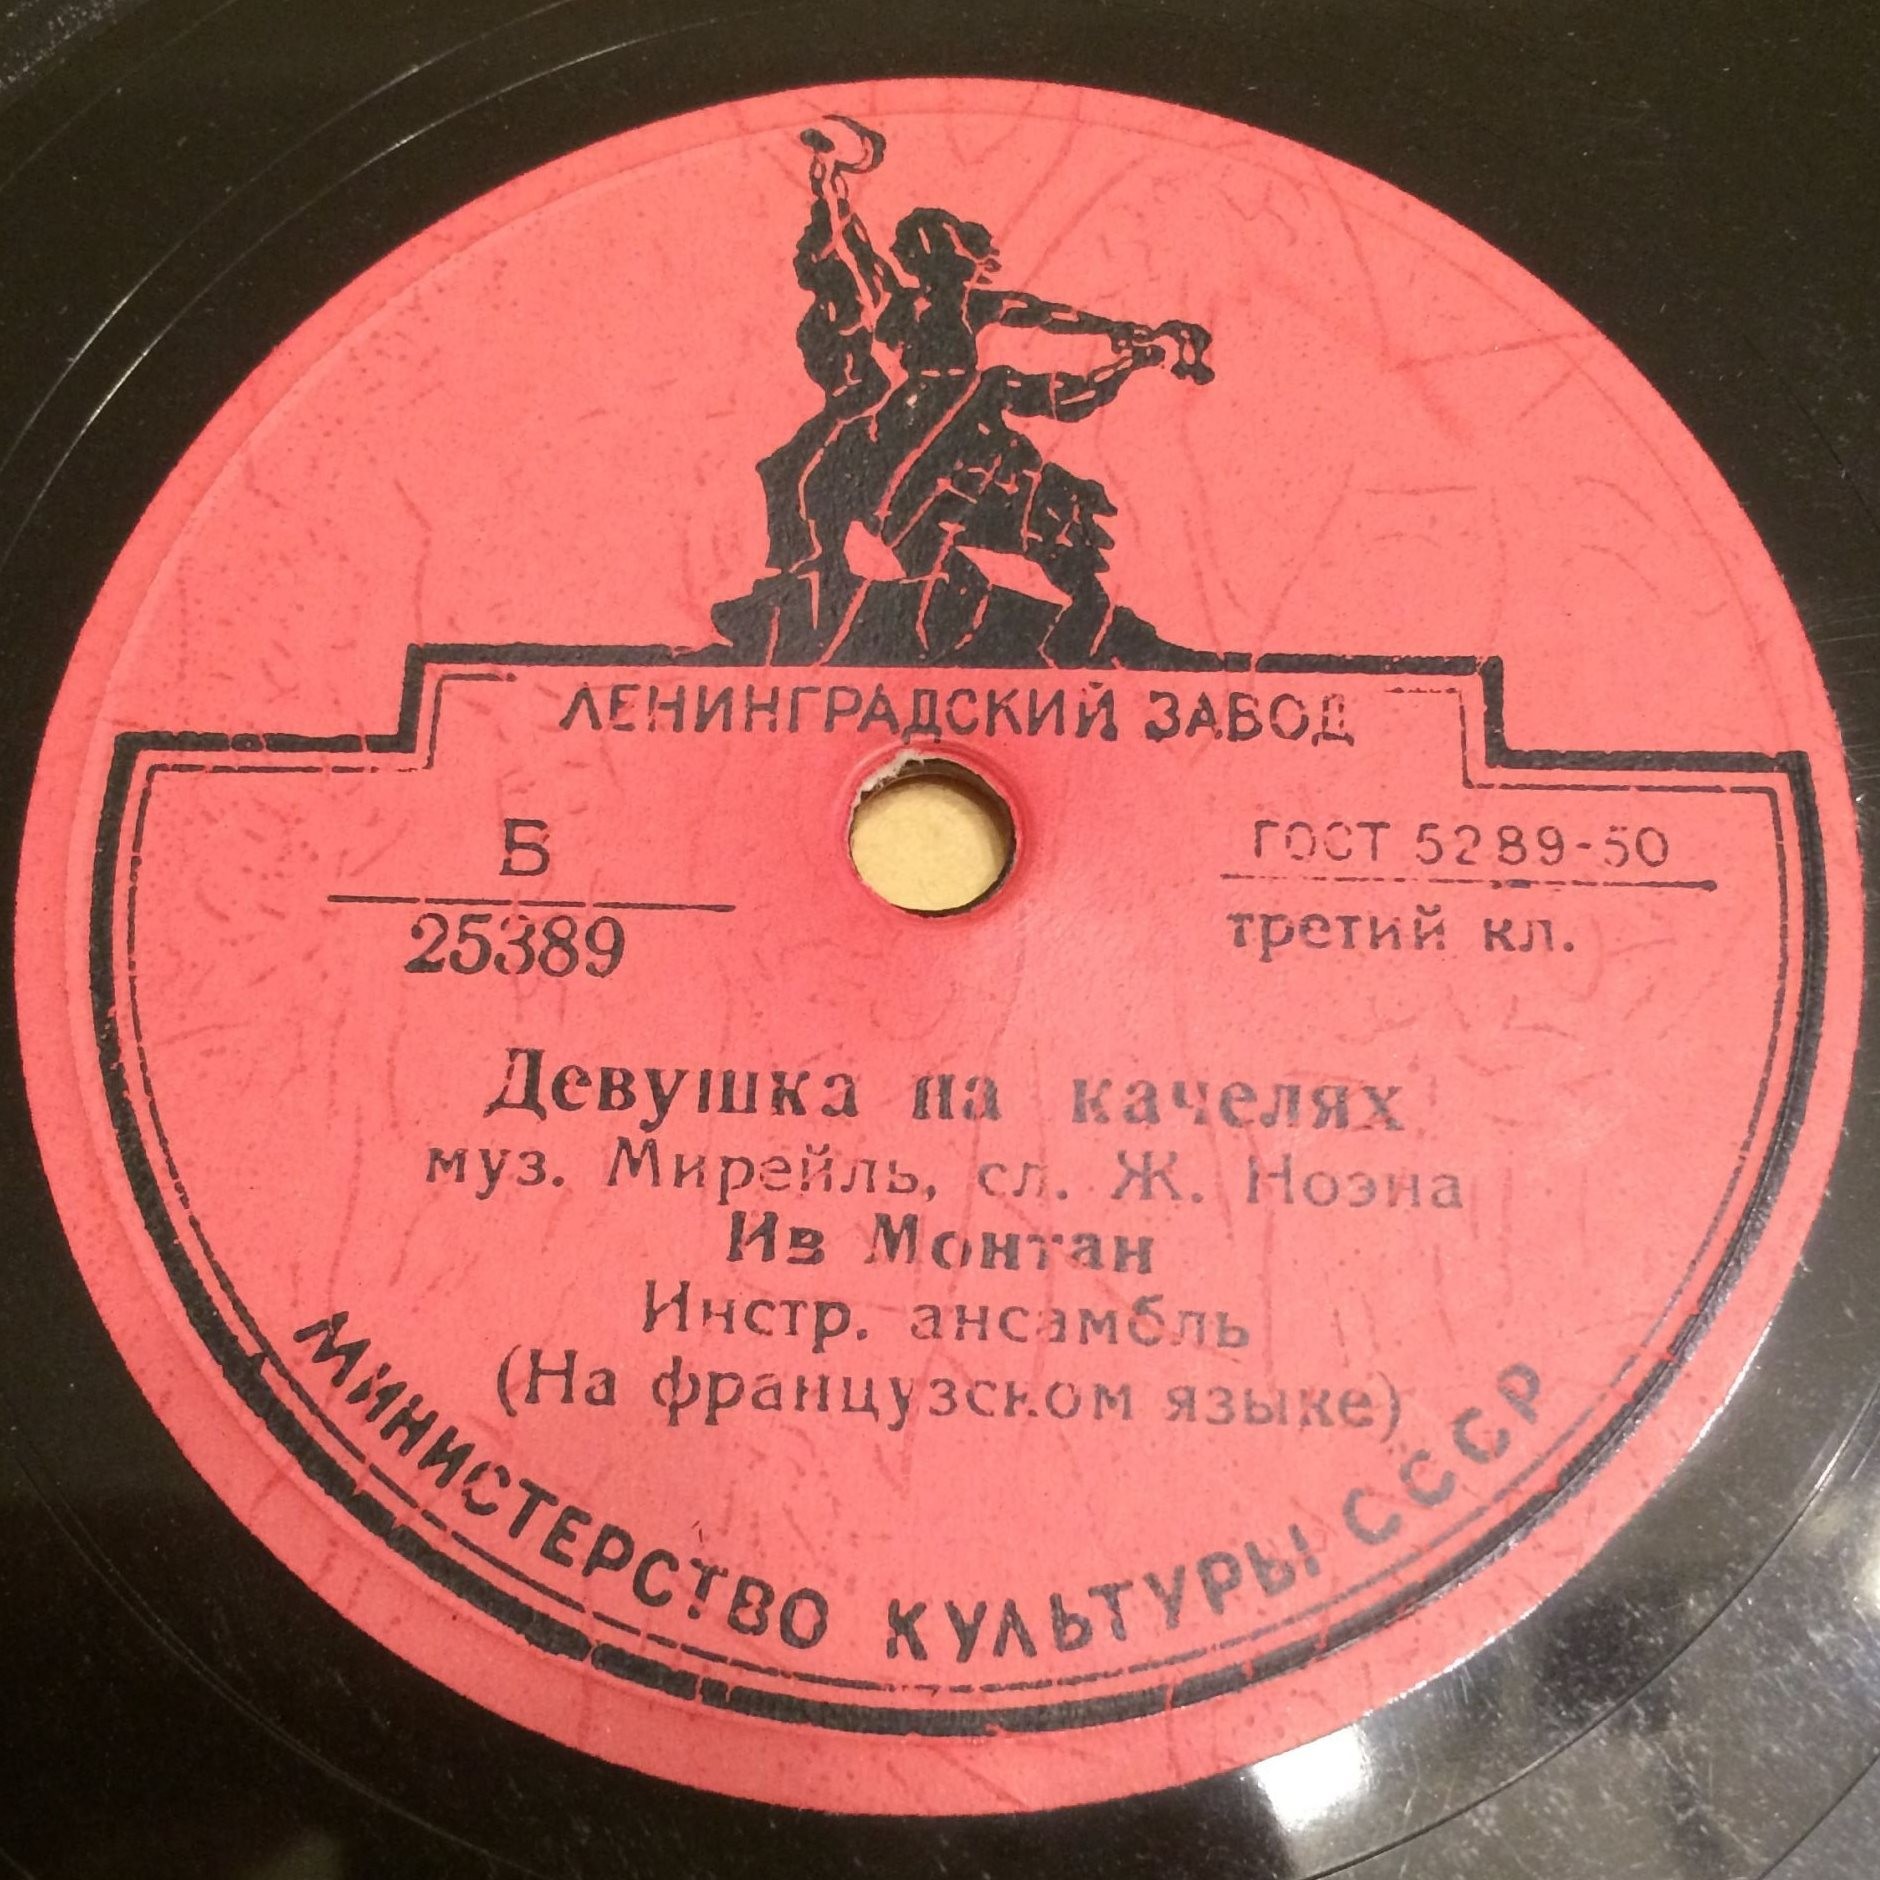 ЛЕНИНГРАДСКИЙ ЗАВОД
Б
25389
ГОСТ 5289-50
третий кл.
Девушка на качелях
муз. Мирейль, сл. Ж. Ноэна
Ив Монтан
Инстр. ансамбль
(На французском языке)
МИНИСТЕРСТВО КУЛЬТУРЫ СССР